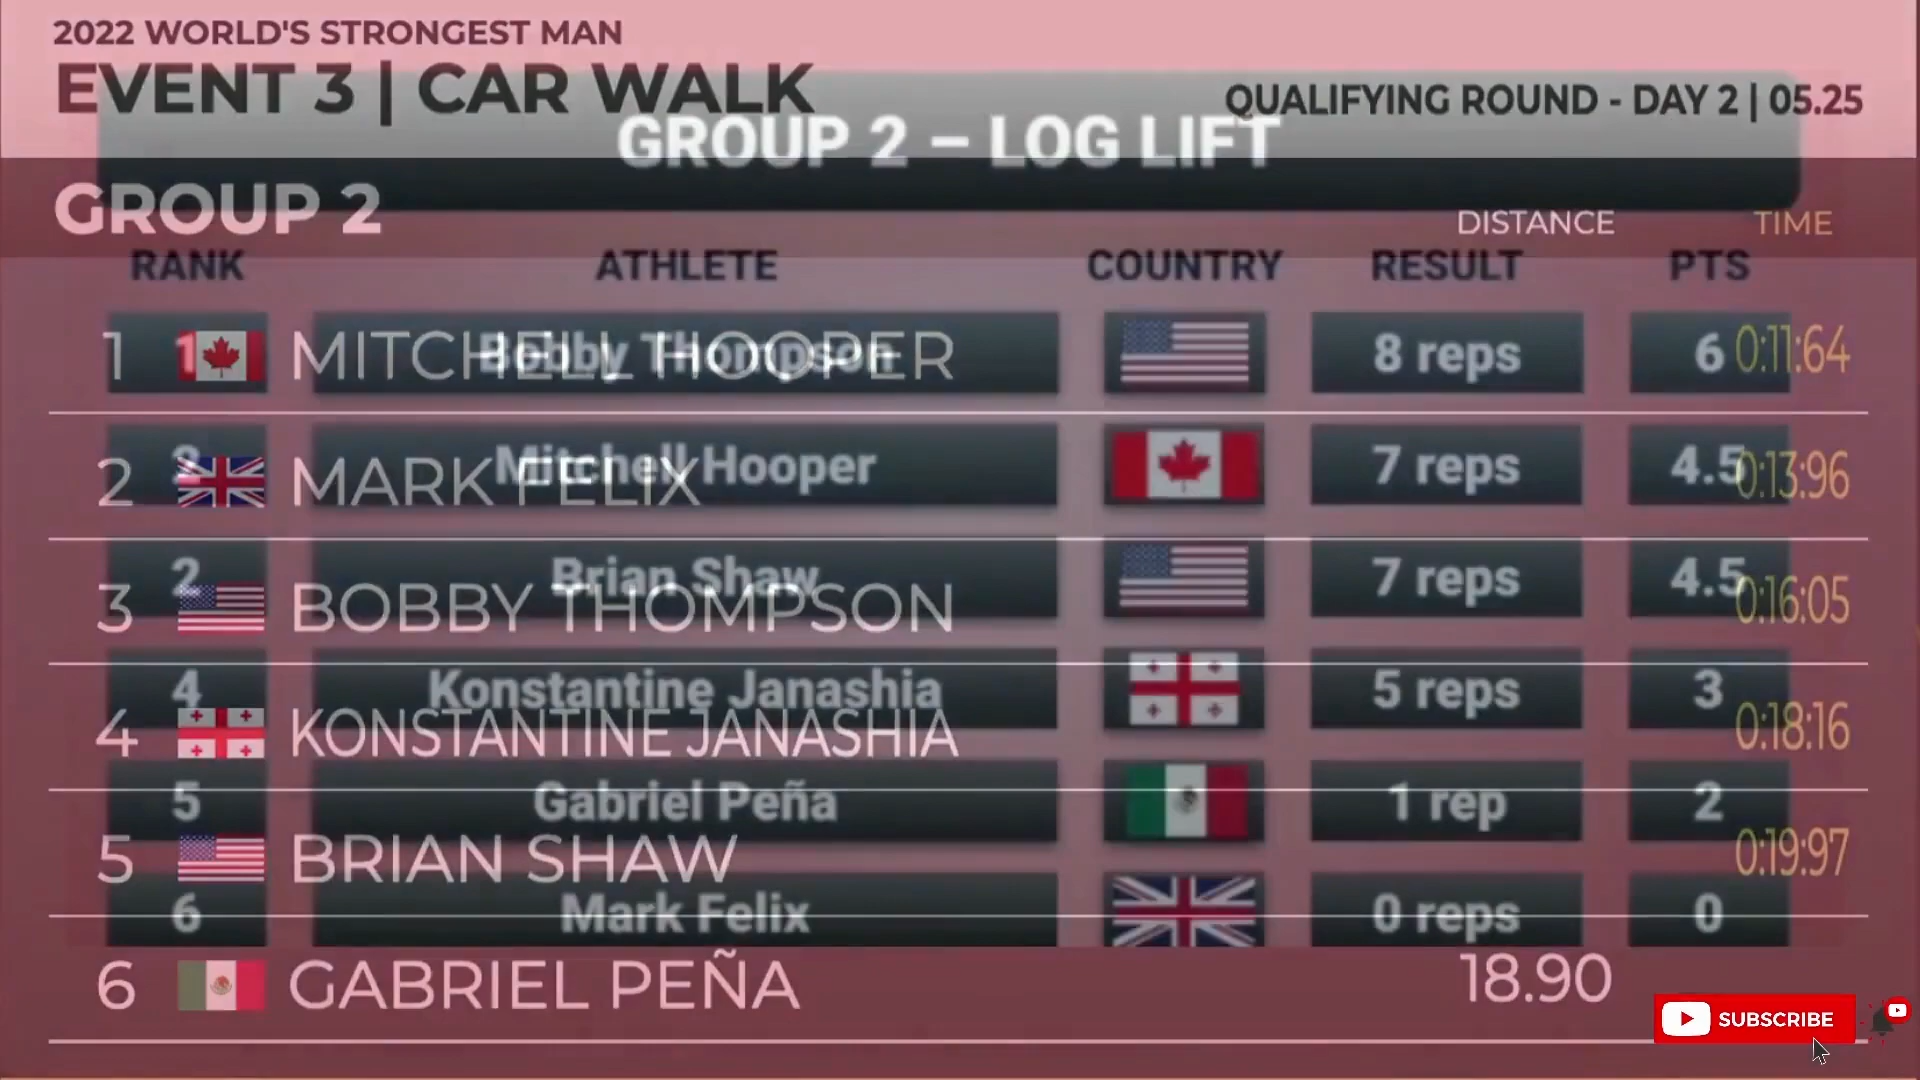 2022 WORLD'S STRONGEST MAN
EVENT 3 | CAR WALK
QUALIFYING ROUND - DAY 2 | 05.25
GROUP 2 – LOG LIFT
GROUP 2
DISTANCE TIME
RANK ATHLETE COUNTRY RESULT PTS
1 MITCHELL HOOPER 0:11:64
1 Bobby Thompson 8 reps 6
2 Mitchell Hooper 7 reps 4.5
2 MARK FELIX 0:13:96
2 Brian Shaw 7 reps 4.5
3 BOBBY THOMPSON 0:16:05
4 Konstantine Janashia 5 reps 3
4 KONSTANTINE JANASHIA 0:18:16
5 Gabriel Peña 1 rep 2
5 BRIAN SHAW 0:19:97
6 Mark Felix 0 reps 0
6 GABRIEL PEÑA 18.90
SUBSCRIBE